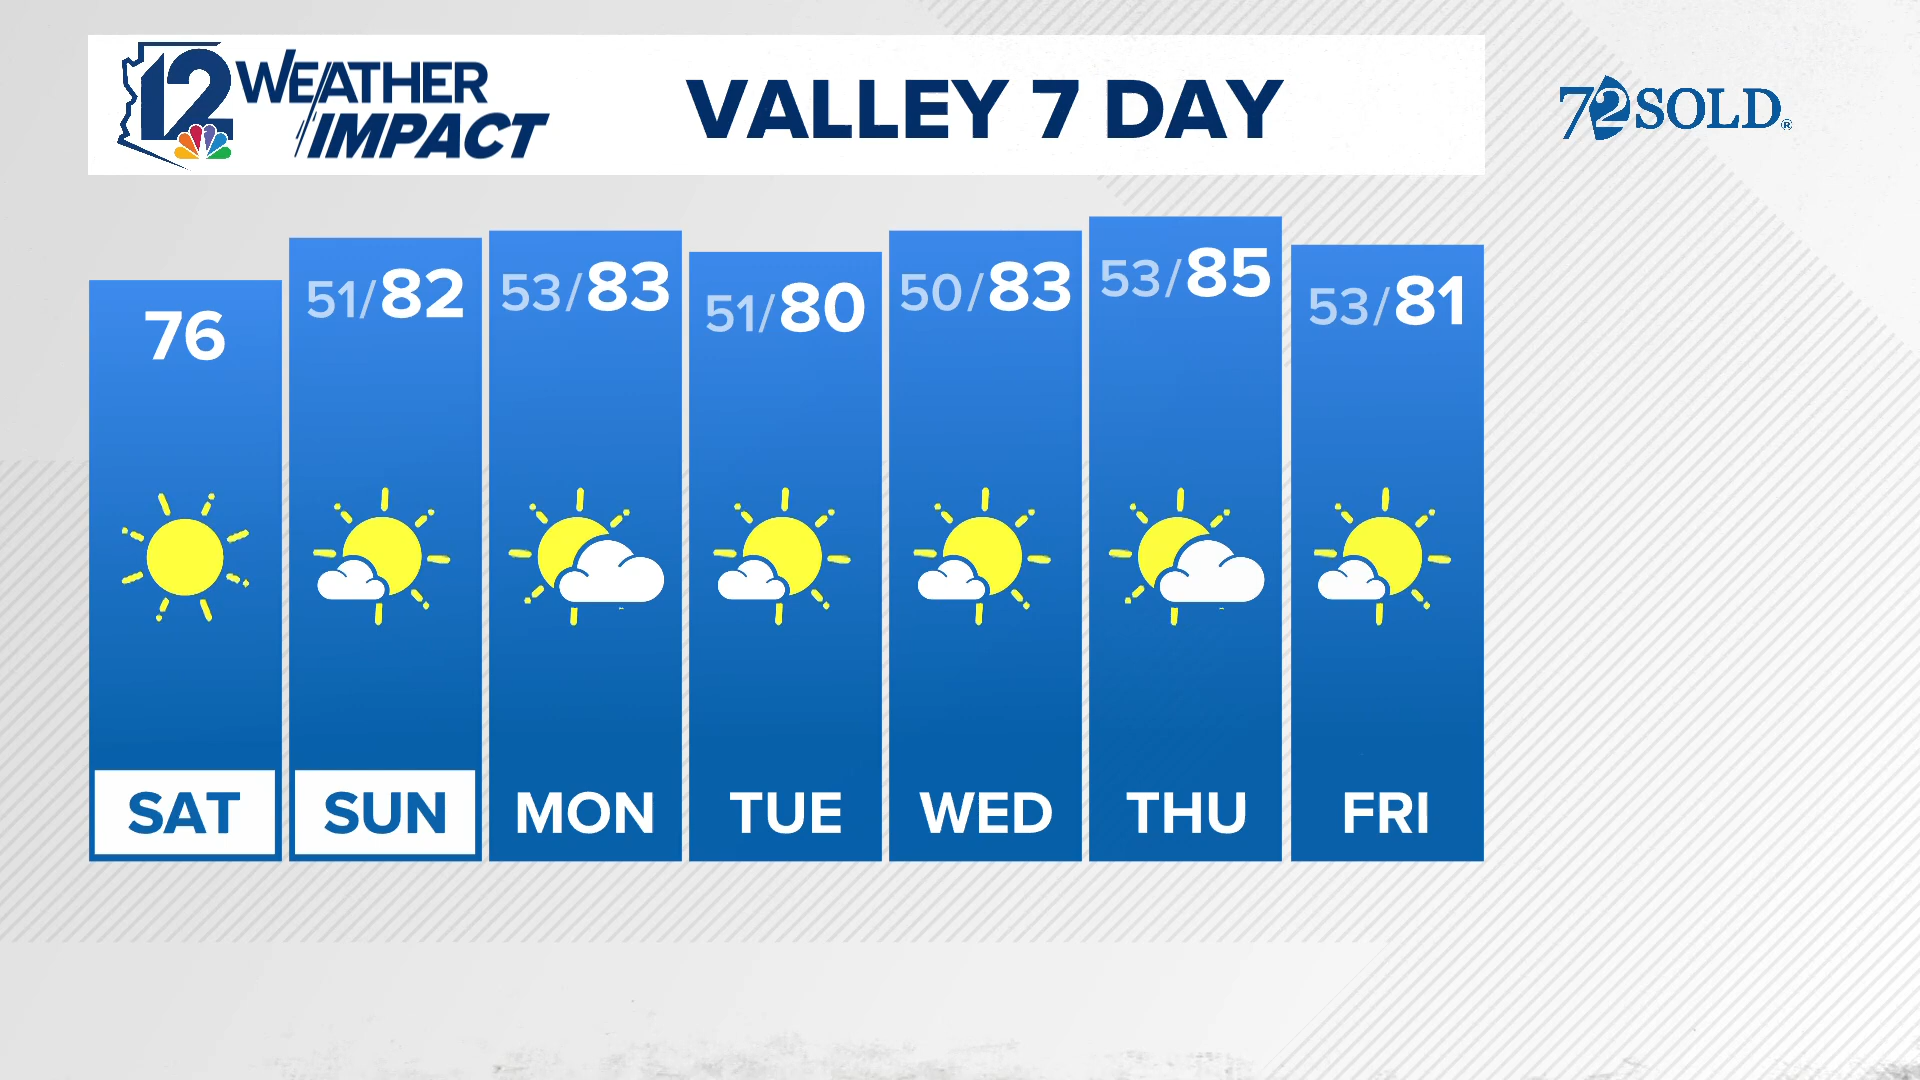 12 WEATHER IMPACT
VALLEY 7 DAY
72SOLD®
76
51/82
53/83
51/80
50/83
53/85
53/81
SAT
SUN
MON
TUE
WED
THU
FRI